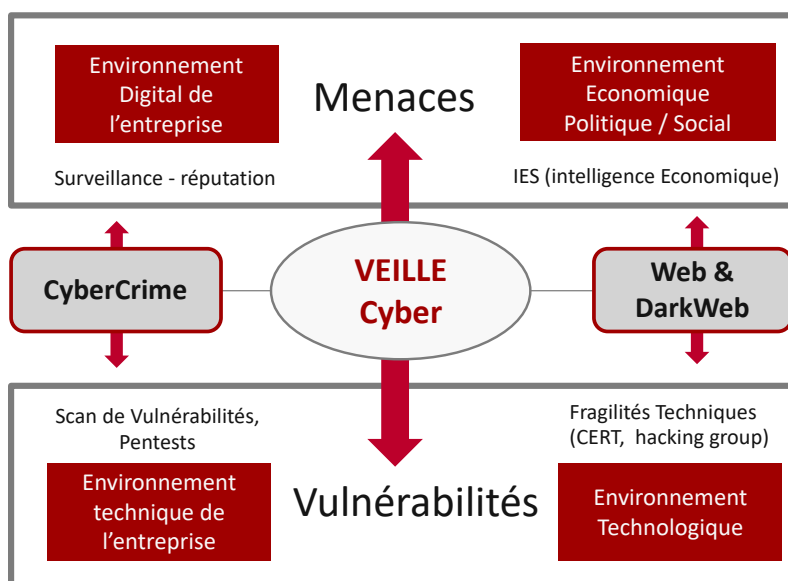 Environnement
Digital de
l'entreprise
Menaces
Environnement
Economique
Politique / Social
Surveillance - réputation
IES (intelligence Economique)
CyberCrime
VEILLE
Cyber
Web &
DarkWeb
Scan de Vulnérabilités,
Pentests
Fragilités Techniques
(CERT, hacking group)
Environnement
technique de
l'entreprise
Vulnérabilités
Environnement
Technologique